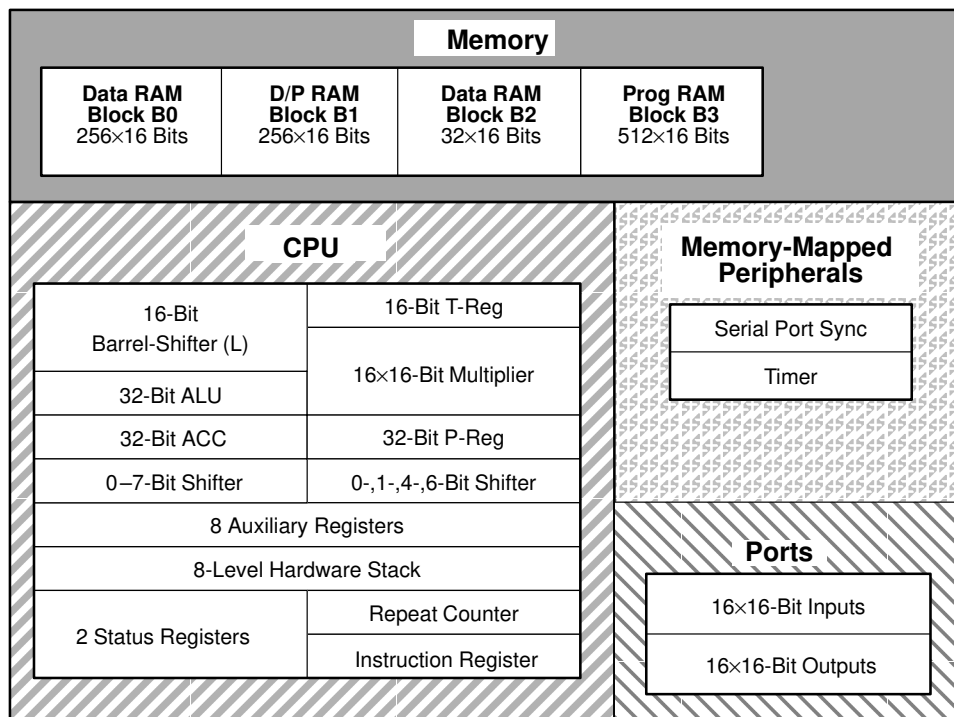 Memory
Data RAM
Block B0
256×16 Bits
D/P RAM
Block B1
256×16 Bits
Data RAM
Block B2
32×16 Bits
Prog RAM
Block B3
512×16 Bits
CPU
16-Bit
Barrel-Shifter (L)
16-Bit T-Reg
16×16-Bit Multiplier
32-Bit ALU
32-Bit ACC
32-Bit P-Reg
0–7-Bit Shifter
0-,1-,4-,6-Bit Shifter
8 Auxiliary Registers
8-Level Hardware Stack
2 Status Registers
Repeat Counter
Instruction Register
Memory-Mapped
Peripherals
Serial Port Sync
Timer
Ports
16×16-Bit Inputs
16×16-Bit Outputs